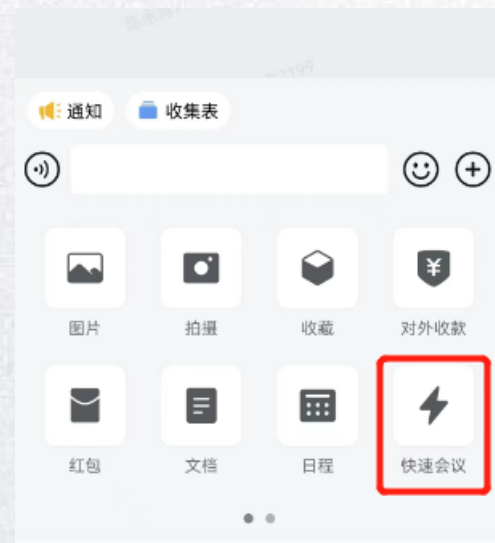 通知 收集表
图片 拍摄 收藏 对外收款
红包 文档 日程 快速会议